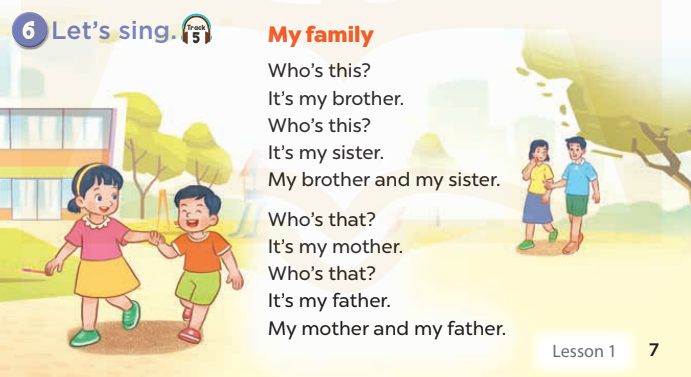 6 Let's sing. Track 5
My family
Who's this?
It's my brother.
Who's this?
It's my sister.
My brother and my sister.
Who's that?
It's my mother.
Who's that?
It's my father.
My mother and my father.
Lesson 1 7